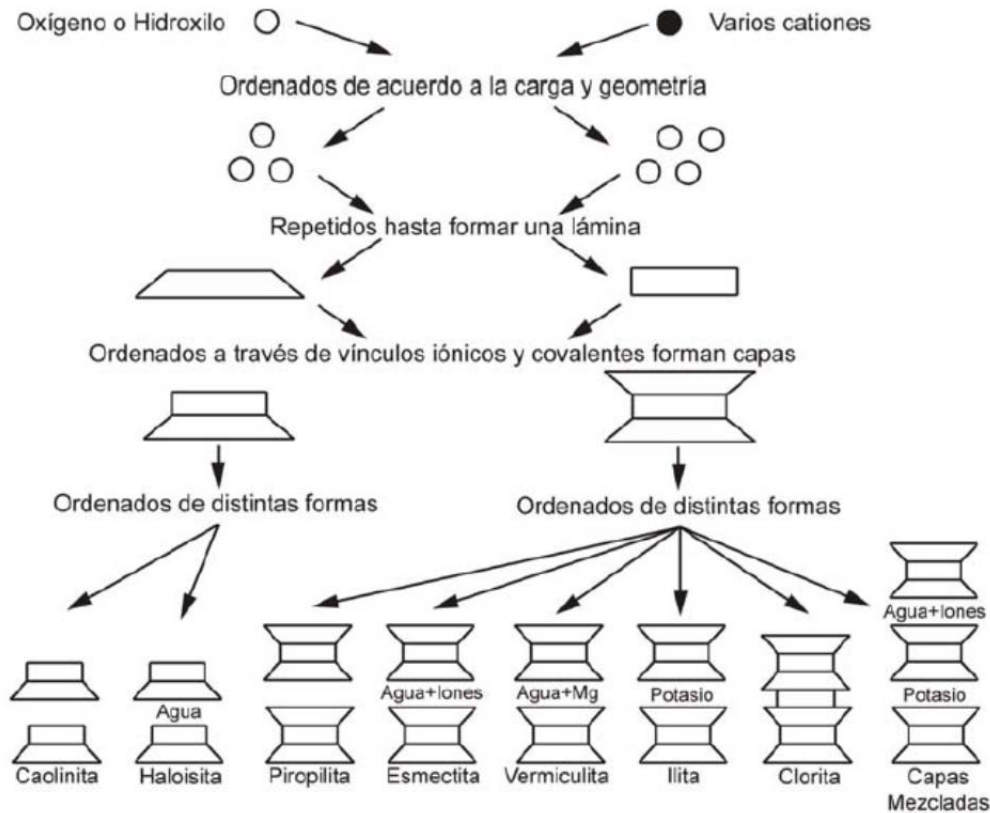 Oxígeno o Hidroxilo
Varios cationes
Ordenados de acuerdo a la carga y geometría
Repetidos hasta formar una lámina
Ordenados a través de vínculos iónicos y covalentes forman capas
Ordenados de distintas formas
Ordenados de distintas formas
Agua+Iones
Agua
Agua+Iones
Agua+Mg
Potasio
Potasio
Caolinita
Haloisita
Piropilita
Esmectita
Vermiculita
Ilita
Clorita
Capas
Mezcladas